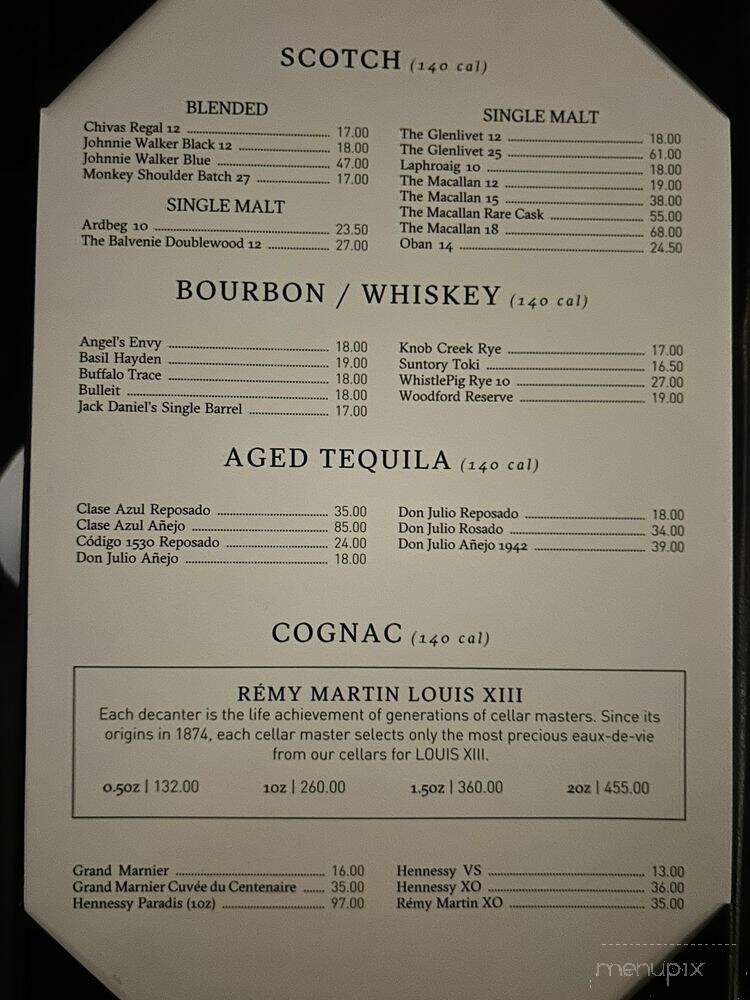 SCOTCH (140 cal)
BLENDED
Chivas Regal 12 ........ 17.00
Johnnie Walker Black 12 ........ 18.00
Johnnie Walker Blue ........ 47.00
Monkey Shoulder Batch 27 ........ 17.00
SINGLE MALT
Ardbeg 10 ........ 23.50
The Balvenie Doublewood 12 ........ 27.00
SINGLE MALT
The Glenlivet 12 ........ 18.00
The Glenlivet 25 ........ 61.00
Laphroaig 10 ........ 18.00
The Macallan 12 ........ 19.00
The Macallan 15 ........ 38.00
The Macallan Rare Cask ........ 55.00
The Macallan 18 ........ 68.00
Oban 14 ........ 24.50
BOURBON / WHISKEY (140 cal)
Angel's Envy ........ 18.00
Basil Hayden ........ 19.00
Buffalo Trace ........ 18.00
Bulleit ........ 18.00
Jack Daniel's Single Barrel ........ 17.00
Knob Creek Rye ........ 17.00
Suntory Toki ........ 16.50
WhistlePig Rye 10 ........ 27.00
Woodford Reserve ........ 19.00
AGED TEQUILA (140 cal)
Clase Azul Reposado ........ 35.00
Clase Azul Añejo ........ 85.00
Código 1530 Reposado ........ 24.00
Don Julio Añejo ........ 18.00
Don Julio Reposado ........ 18.00
Don Julio Rosado ........ 34.00
Don Julio Añejo 1942 ........ 39.00
COGNAC (140 cal)
RÉMY MARTIN LOUIS XIII
Each decanter is the life achievement of generations of cellar masters. Since its
origins in 1874, each cellar master selects only the most precious eaux-de-vie
from our cellars for LOUIS XIII.
0.5oz | 132.00 1oz | 260.00 1.5oz | 360.00 2oz | 455.00
Grand Marnier ........ 16.00
Grand Marnier Cuvée du Centenaire ........ 35.00
Hennessy Paradis (1oz) ........ 97.00
Hennessy VS ........ 13.00
Hennessy XO ........ 36.00
Rémy Martin XO ........ 35.00
menupix